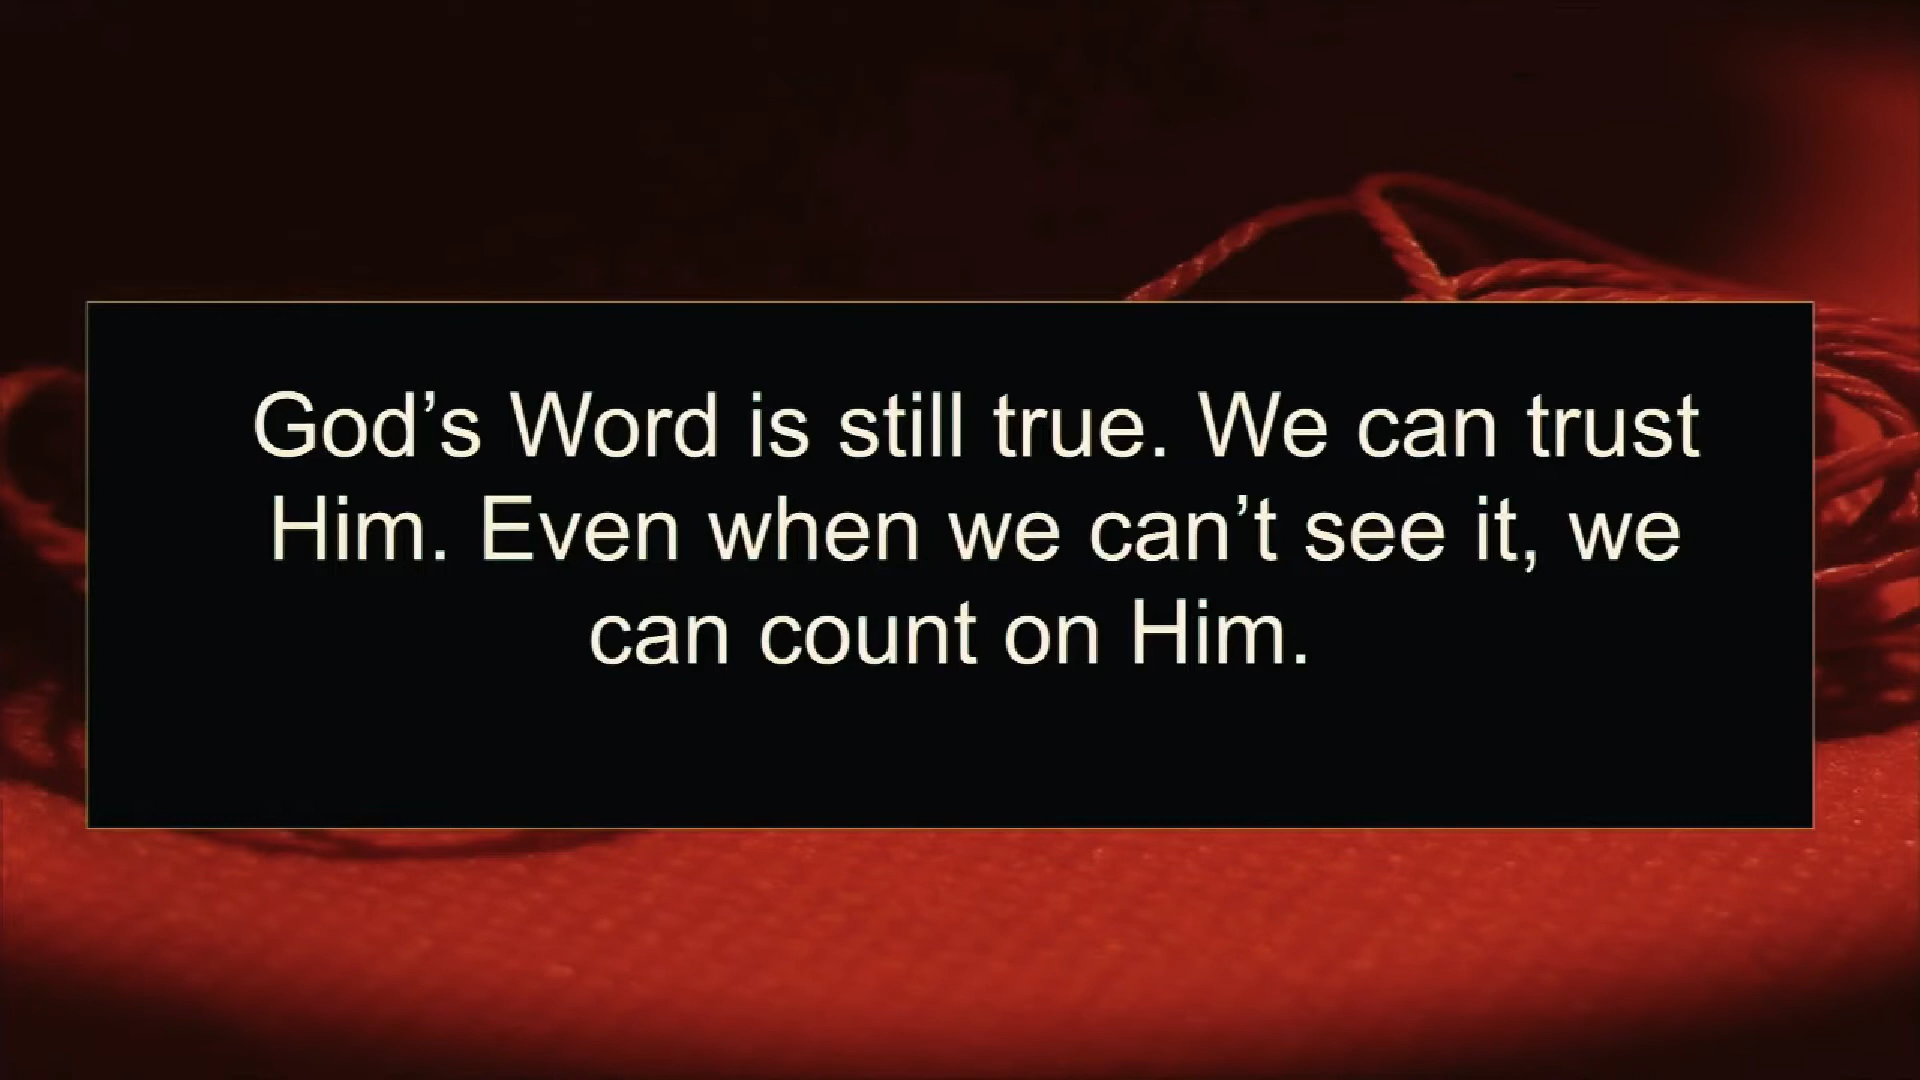 God’s Word is still true. We can trust
Him. Even when we can’t see it, we
can count on Him.